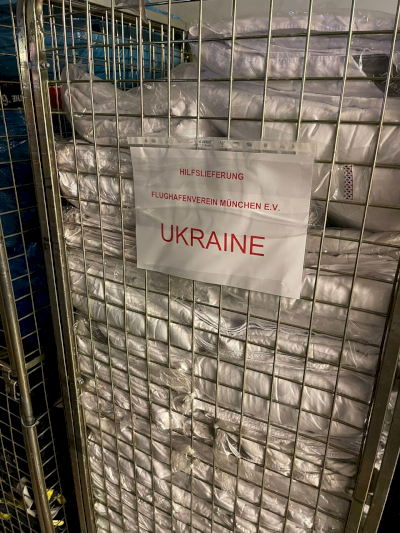 HILFSLIEFERUNG
FLUGHAFENVEREIN MÜNCHEN E.V.
UKRAINE